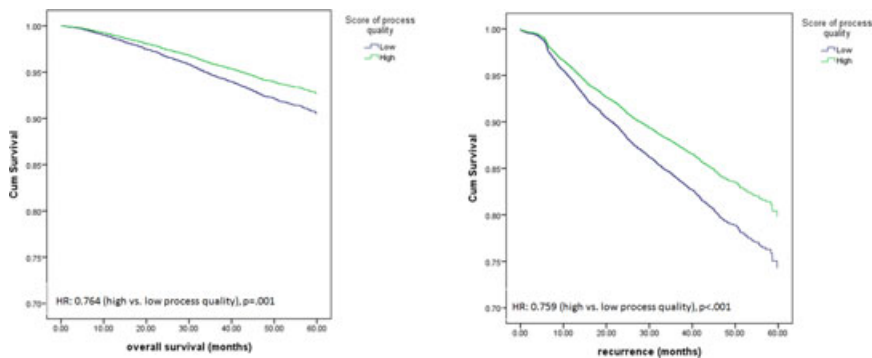 Score of process
quality
Low
High
1.00
0.95
0.90
0.85
0.80
0.75
0.70
Cum Survival
HR: 0.764 (high vs. low process quality), p=,001
0.00 10.00 20.00 30.00 40.00 50.00 60.00
overall survival (months)
Score of process
quality
Low
High
1.00
0.95
0.90
0.85
0.80
0.75
0.70
Cum Survival
HR: 0.759 (high vs. low process quality), p<.001
0.00 10.00 20.00 30.00 40.00 50.00 60.00
recurrence (months)